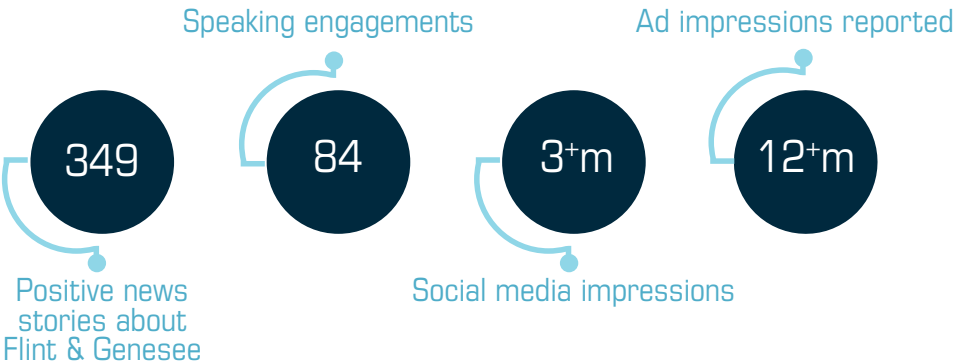 Speaking engagements
Ad impressions reported
349
84
3+m
12+m
Positive news
stories about
Flint & Genesee
Social media impressions